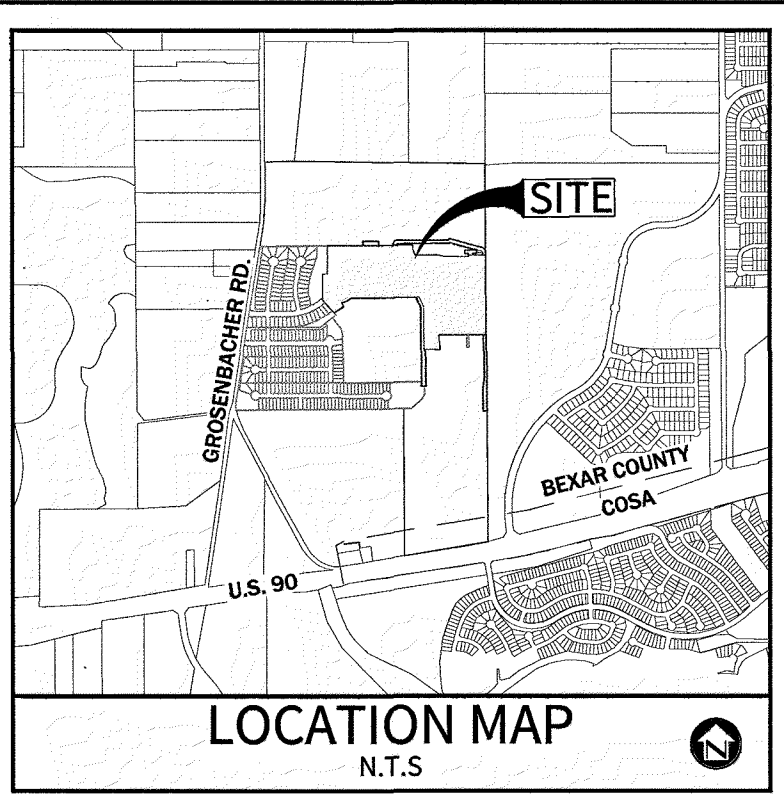 SITE
GROSENBACHER RD.
BEXAR COUNTY
COSA
U.S. 90
LOCATION MAP
N.T.S
N